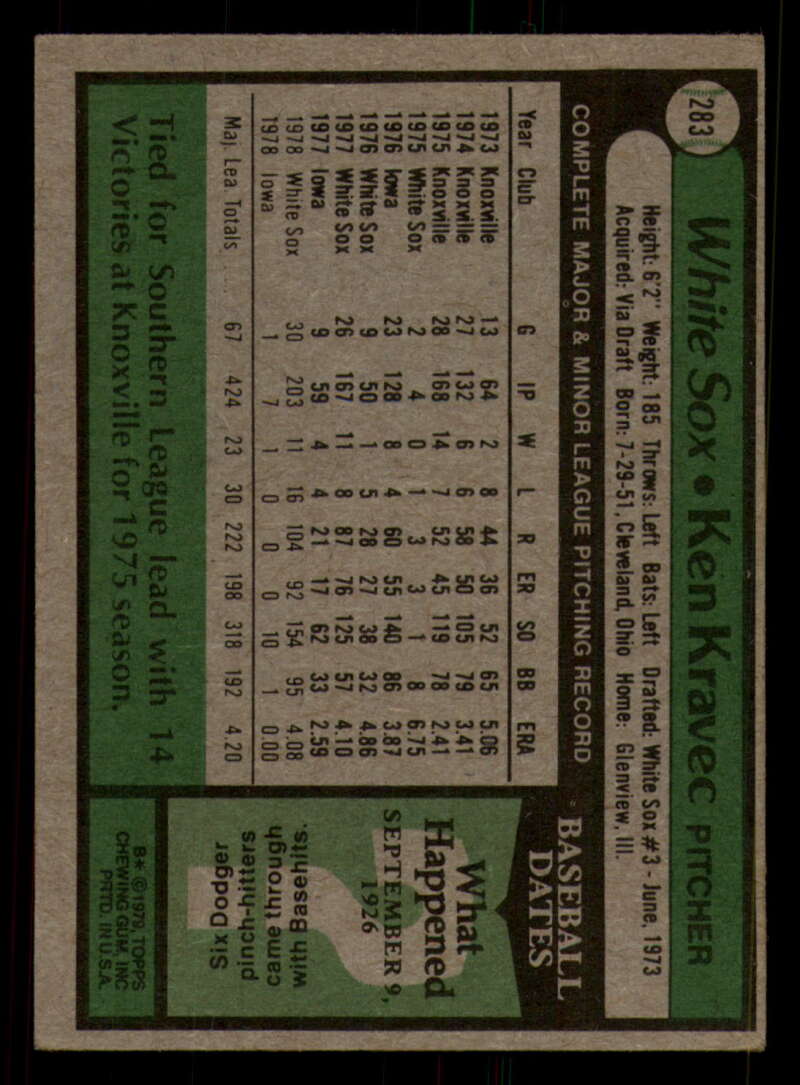 283
White Sox • Ken Kravec PITCHER
Height: 6'2" Weight: 185 Throws: Left Bats: Left Drafted: White Sox #3 - June, 1973
Acquired: Via Draft Born: 7-29-51, Cleveland, Ohio Home: Glenview, Ill.
COMPLETE MAJOR & MINOR LEAGUE PITCHING RECORD
Year Club G IP W L R ER SO BB ERA
1973 Knoxville 13 64 2 8 44 36 52 65 5.06
1974 Knoxville 27 132 6 6 58 50 105 79 3.41
1975 Knoxville 28 168 14 7 52 45 119 78 2.41
1975 White Sox 2 4 0 1 3 3 1 8 6.75
1976 Iowa 23 128 8 4 60 55 140 86 3.87
1976 White Sox 9 50 1 5 28 27 38 32 4.86
1977 White Sox 26 167 11 8 87 76 125 57 4.10
1977 Iowa 9 59 4 4 21 17 62 33 2.59
1978 White Sox 30 203 11 16 104 92 154 95 4.08
1978 Iowa 1 7 1 0 0 0 10 1 0.00
Maj. Lea. Totals ..... 67 424 23 30 222 198 318 192 4.20
Tied for Southern League lead with 14
Victories at Knoxville for 1975 season.
BASEBALL
DATES
What
Happened
SEPTEMBER 9,
1926
Six Dodger
pinch-hitters
came through
with Basehits.
B* © 1979, TOPPS
CHEWING GUM, INC
PRTD. IN U.S.A.